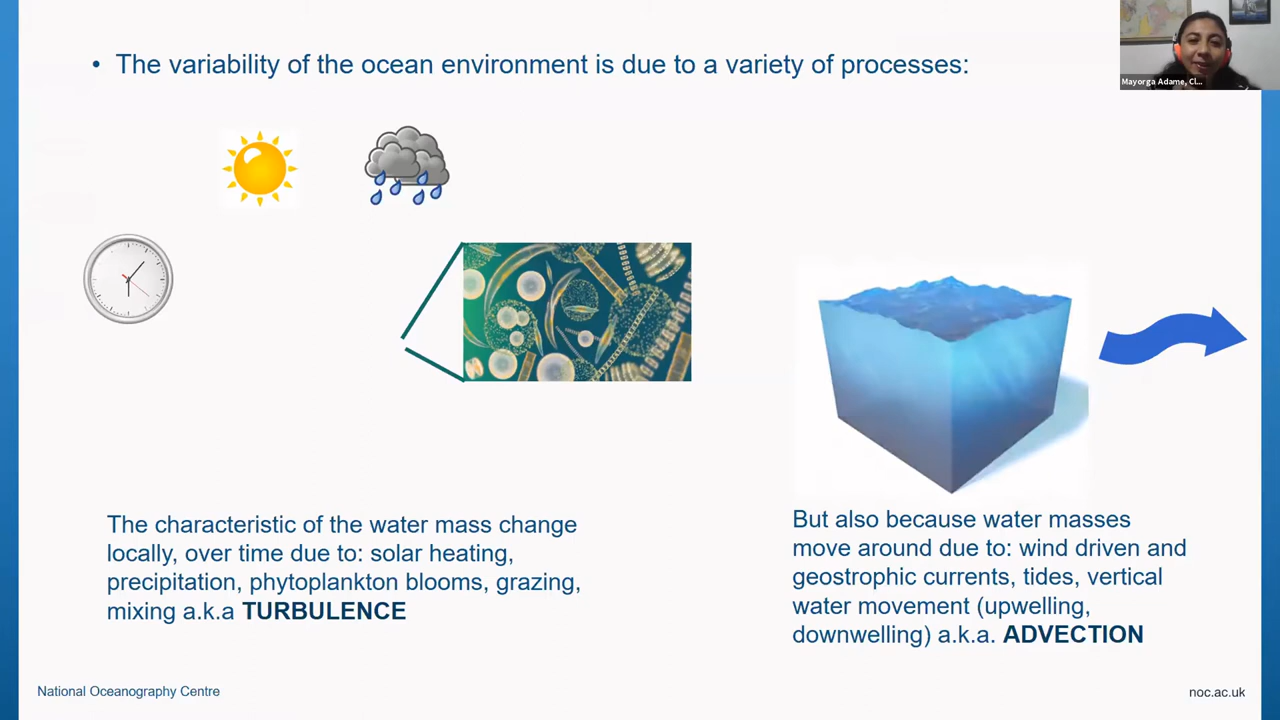 • The variability of the ocean environment is due to a variety of processes:
Mayorga Adame, Cl...
The characteristic of the water mass change
locally, over time due to: solar heating,
precipitation, phytoplankton blooms, grazing,
mixing a.k.a TURBULENCE
But also because water masses
move around due to: wind driven and
geostrophic currents, tides, vertical
water movement (upwelling,
downwelling) a.k.a. ADVECTION
National Oceanography Centre
noc.ac.uk